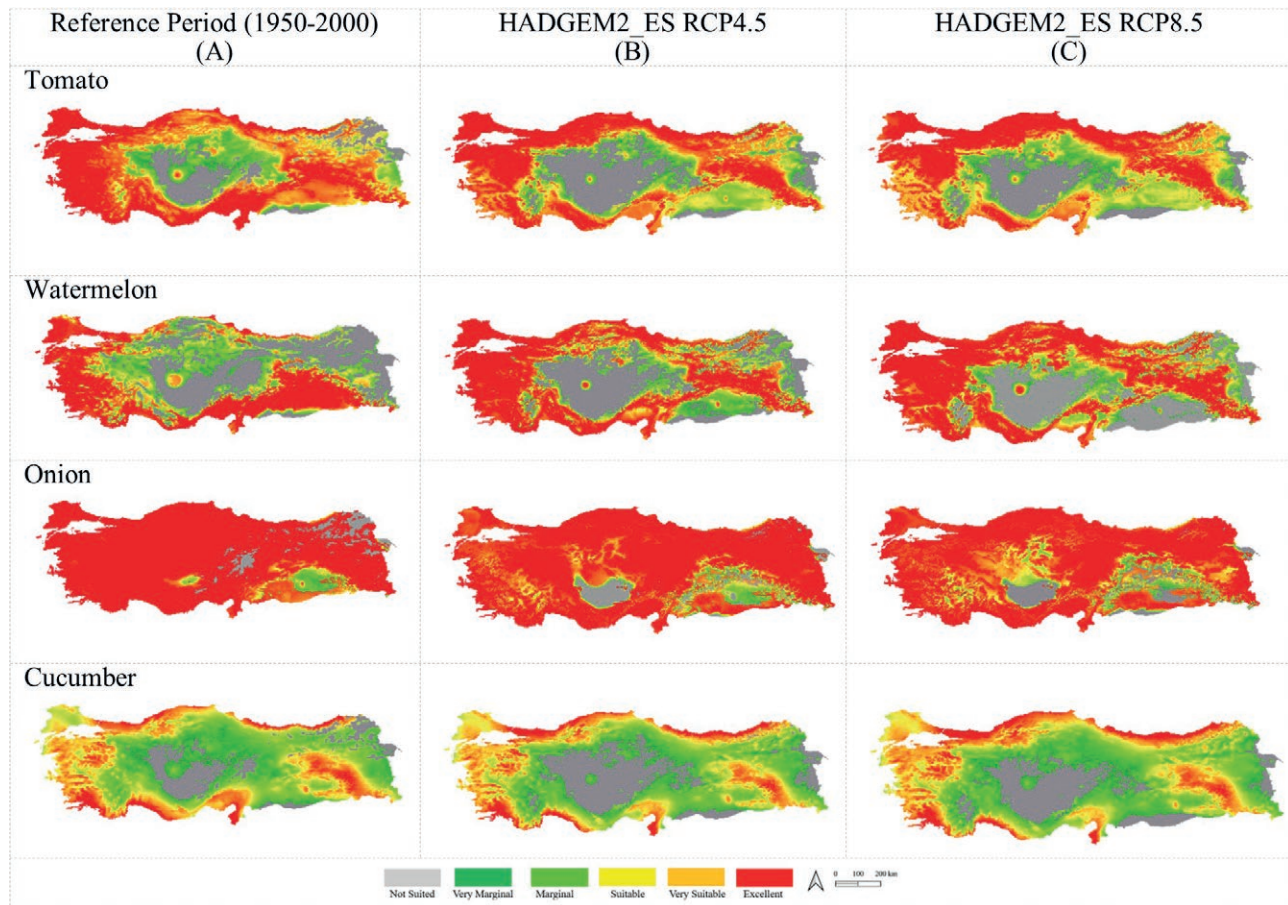 Reference Period (1950-2000)
(A)
HADGEM2_ES RCP4.5
(B)
HADGEM2_ES RCP8.5
(C)
Tomato
Watermelon
Onion
Cucumber
Not Suited
Very Marginal
Marginal
Suitable
Very Suitable
Excellent
0 100 200 km